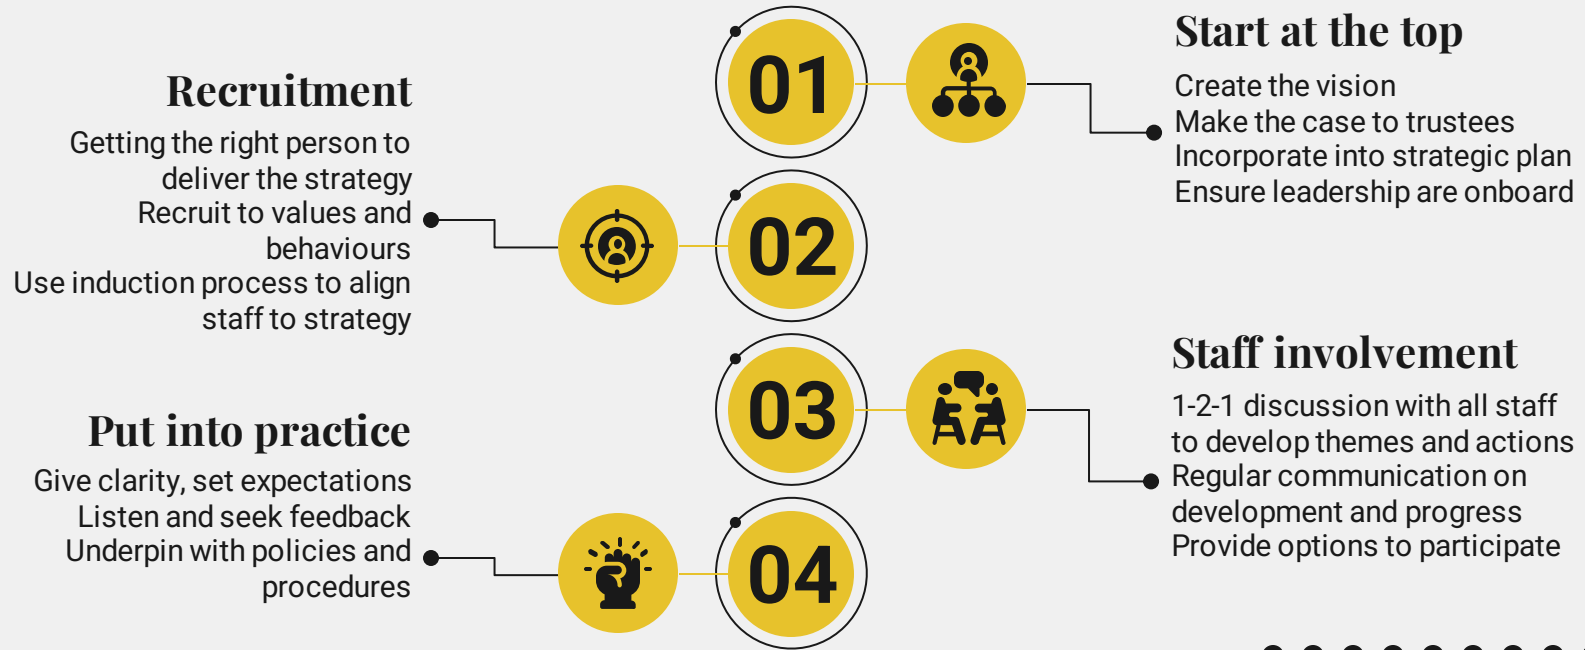 01
Start at the top
Create the vision
Make the case to trustees
Incorporate into strategic plan
Ensure leadership are onboard
Recruitment
Getting the right person to
deliver the strategy
Recruit to values and
behaviours
Use induction process to align
staff to strategy
02
03
Staff involvement
1-2-1 discussion with all staff
to develop themes and actions
Regular communication on
development and progress
Provide options to participate
Put into practice
Give clarity, set expectations
Listen and seek feedback
Underpin with policies and
procedures
04